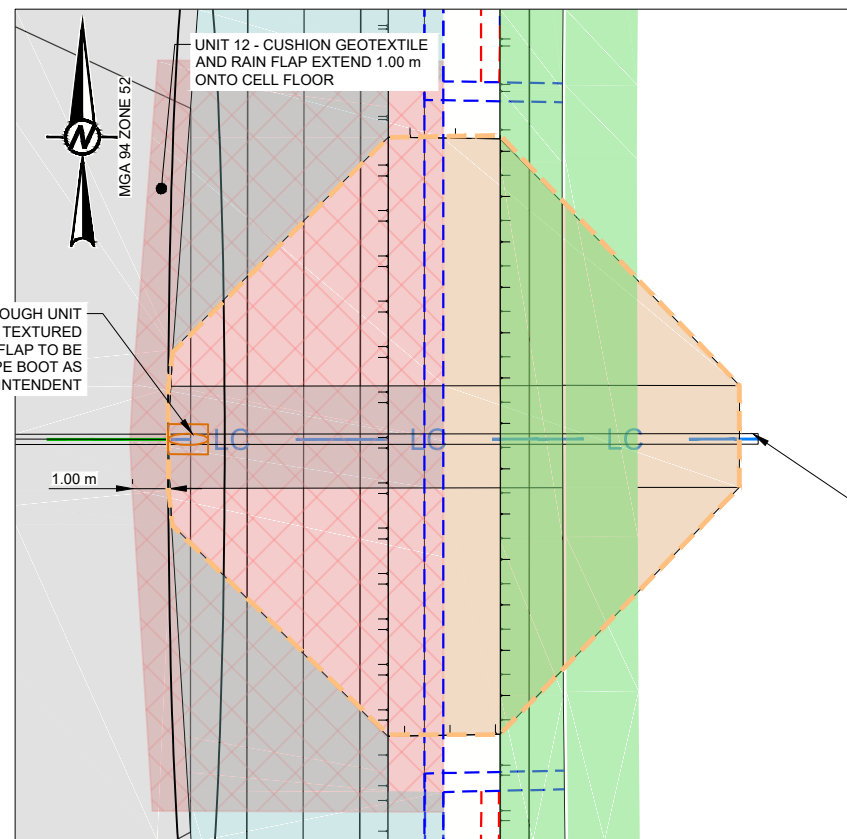 UNIT 12 - CUSHION GEOTEXTILE
AND RAIN FLAP EXTEND 1.00 m
ONTO CELL FLOOR
N
MGA 94 ZONE 52
OUGH UNIT
TEXTURED
FLAP TO BE
PE BOOT AS
INTENDENT
LC LC LC
1.00 m